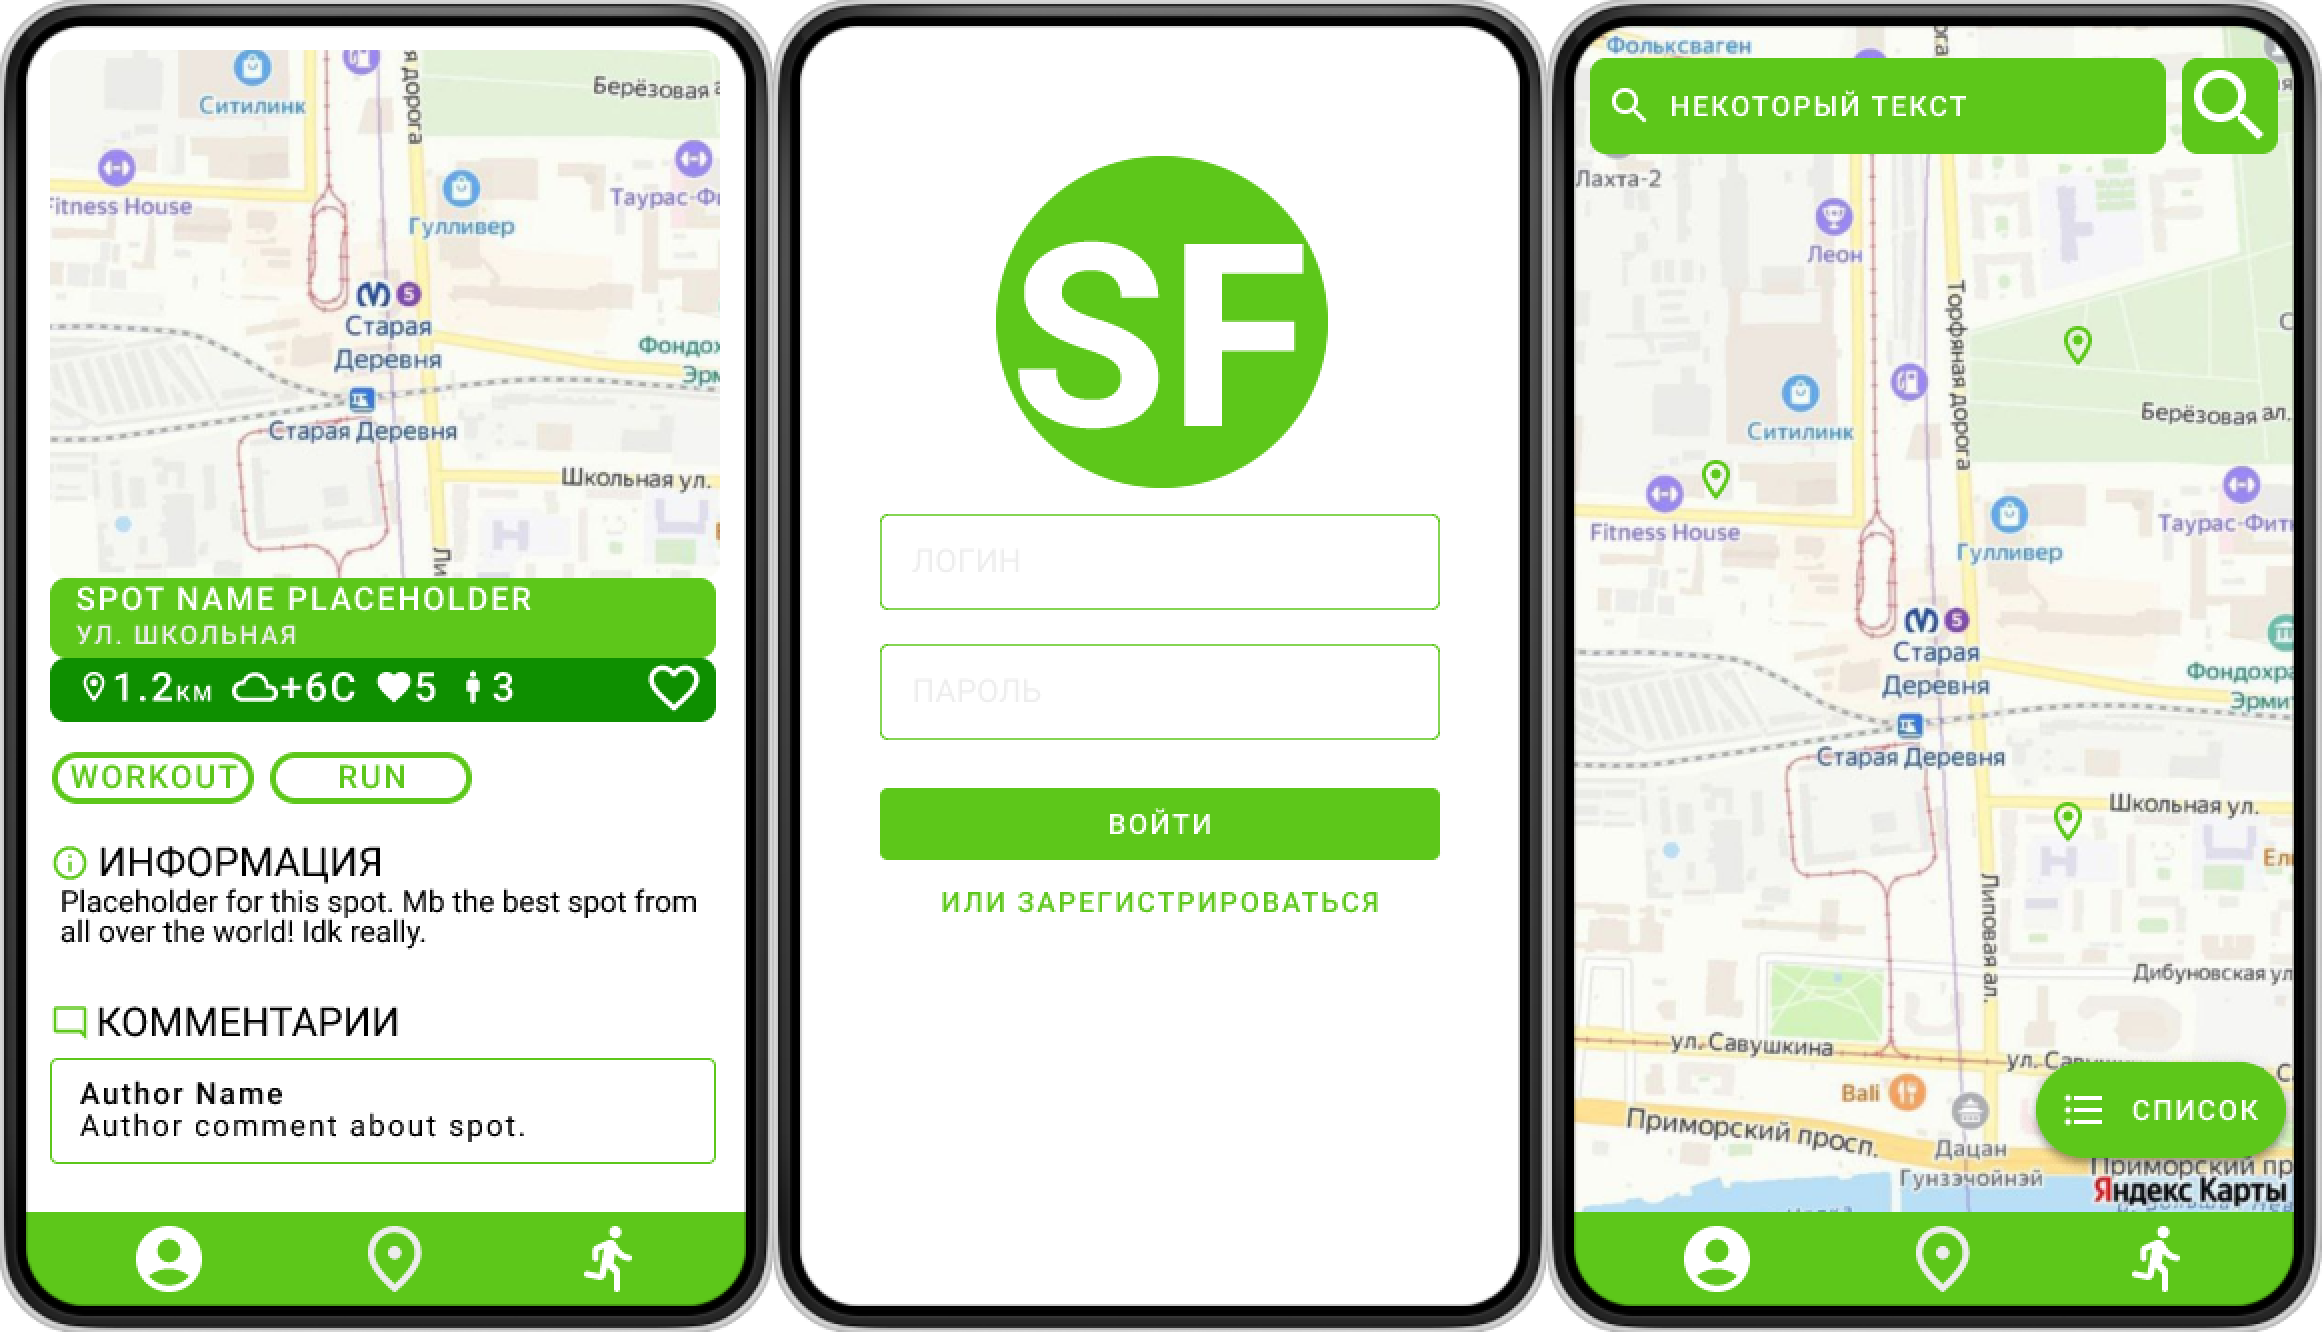 Ситилинк
я дорога
Берёзовая
Fitness House
Таурас-Фи
Гулливер
5
Старая
Деревня
Фондох
Эрм
Старая Деревня
Школьная ул.
Ли
SPOT NAME PLACEHOLDER
УЛ. ШКОЛЬНАЯ
1.2КМ +6C 5 3
WORKOUT RUN
ИНФОРМАЦИЯ
Placeholder for this spot. Mb the best spot from
all over the world! Idk really.
КОММЕНТАРИИ
Author Name
Author comment about spot.
SF
ЛОГИН
ПАРОЛЬ
ВОЙТИ
ИЛИ ЗАРЕГИСТРИРОВАТЬСЯ
Фольксваген
ога
НЕКОТОРЫЙ ТЕКСТ
Лахта-2
Леон
Торфяная дорога
Берёзовая ал.
Ситилинк
Fitness House
Таурас-Фит
Гулливер
5
Старая
Деревня
Фондохра
Эрми
Старая Деревня
Школьная ул.
Ел
Липовая ал.
Дибуновская ул
ул. Савушкина
ул. Са
Bali
СПИСОК
Приморский просп.
Дацан
Гунзэчойнэй
Приморский пр
Яндекс Карты